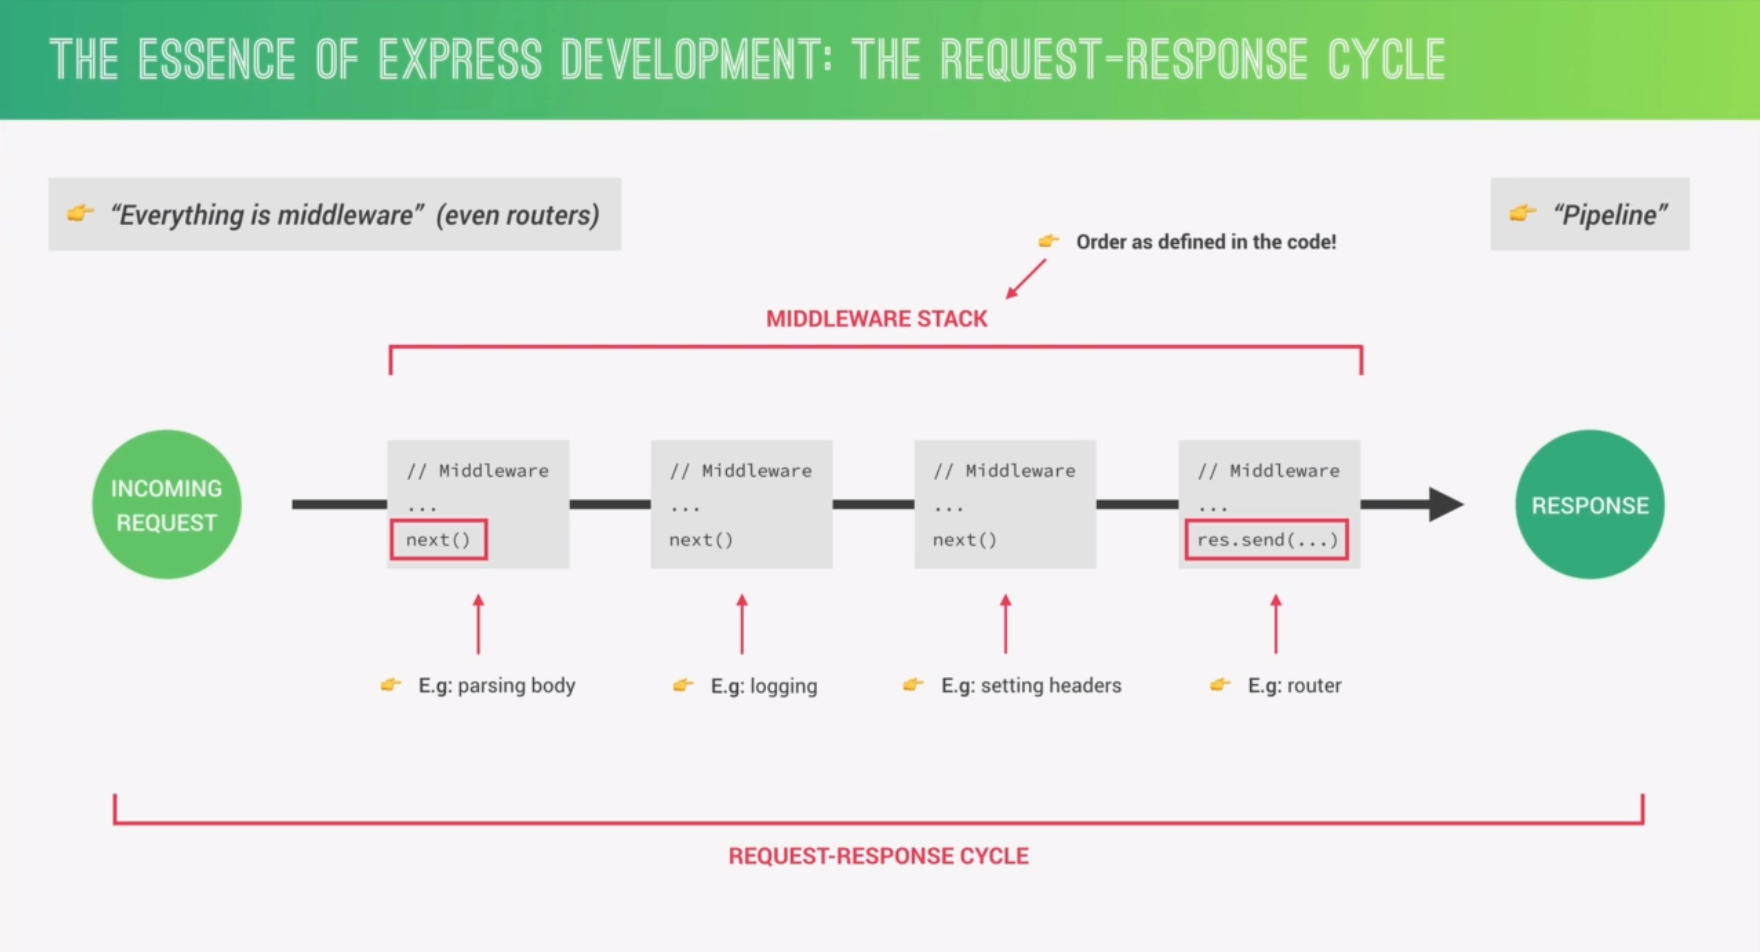 THE ESSENCE OF EXPRESS DEVELOPMENT: THE REQUEST-RESPONSE CYCLE
👉 “Everything is middleware” (even routers)
👉 “Pipeline”
👉 Order as defined in the code!
MIDDLEWARE STACK
INCOMING
REQUEST
// Middleware
...
next()
// Middleware
...
next()
// Middleware
...
next()
// Middleware
...
res.send(...)
RESPONSE
👉 E.g: parsing body
👉 E.g: logging
👉 E.g: setting headers
👉 E.g: router
REQUEST-RESPONSE CYCLE